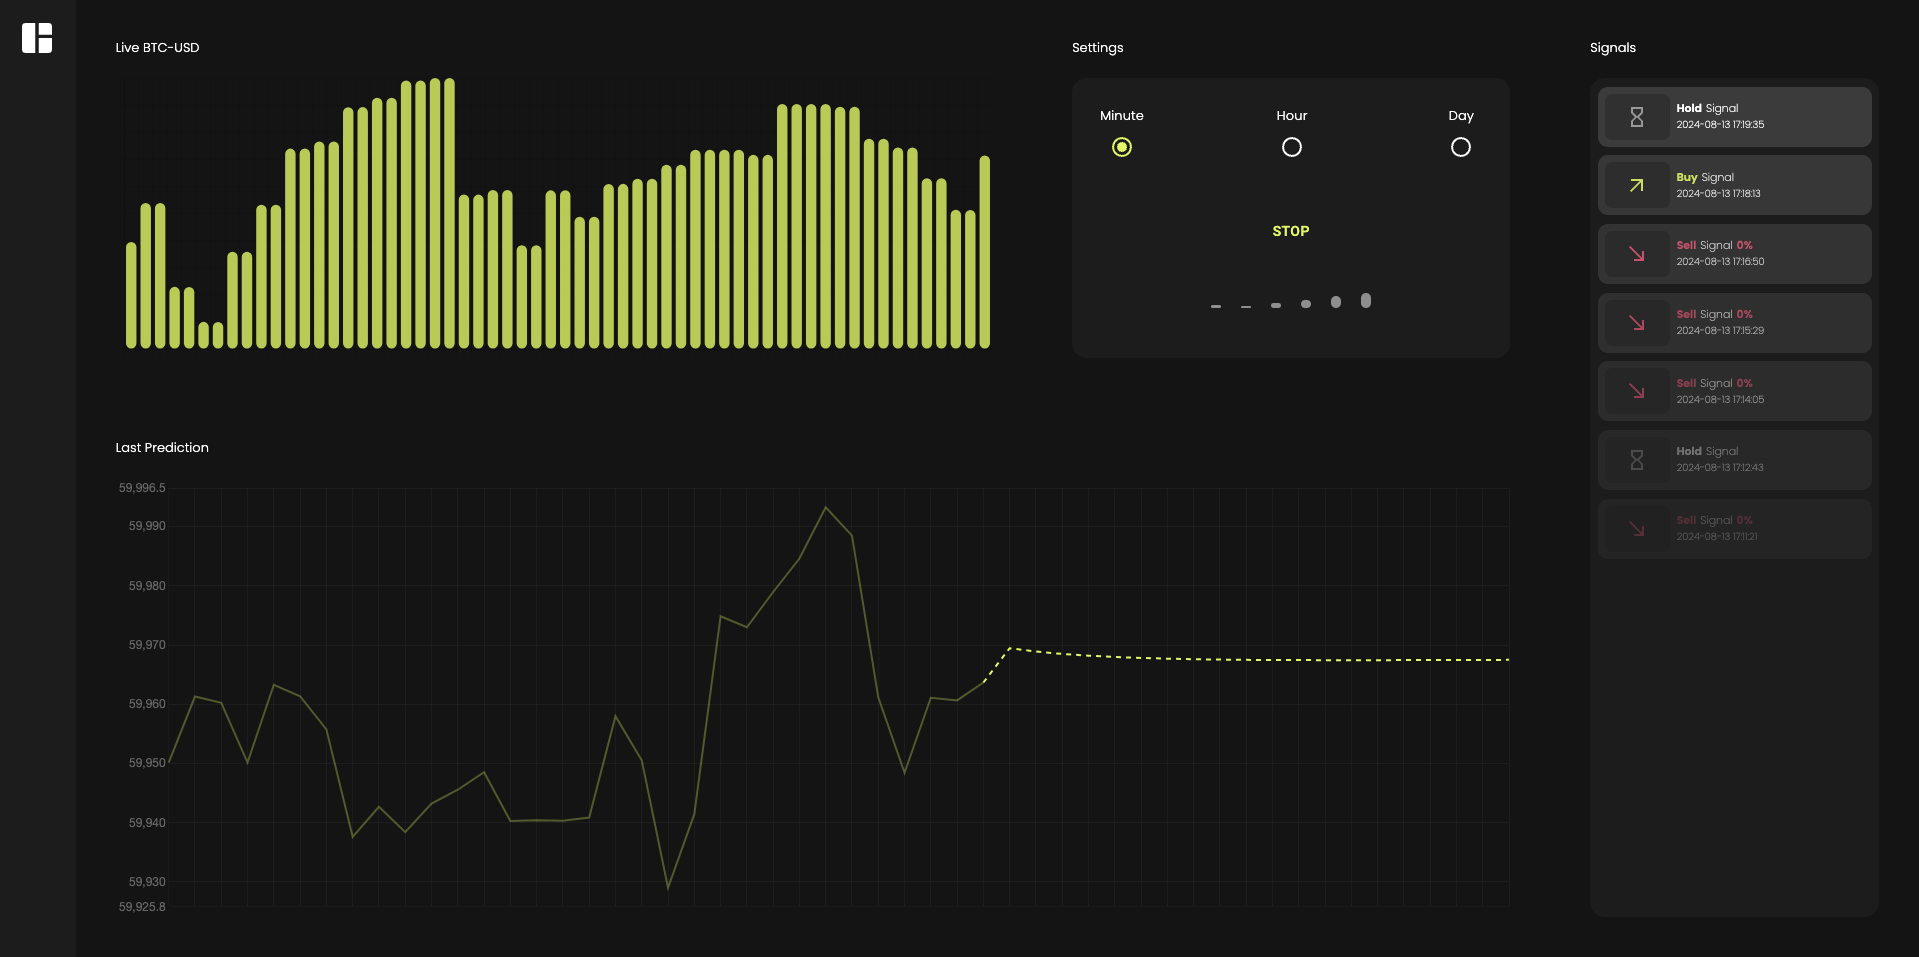 Live BTC-USD
Settings
Minute
Hour
Day
STOP
Signals
Hold Signal
2024-08-13 17:19:35
Buy Signal
2024-08-13 17:18:13
Sell Signal 0%
2024-08-13 17:16:50
Sell Signal 0%
2024-08-13 17:15:29
Sell Signal 0%
2024-08-13 17:14:05
Hold Signal
2024-08-13 17:12:43
Sell Signal 0%
2024-08-13 17:11:21
Last Prediction
59,996.5
59,990
59,980
59,970
59,960
59,950
59,940
59,930
59,925.8